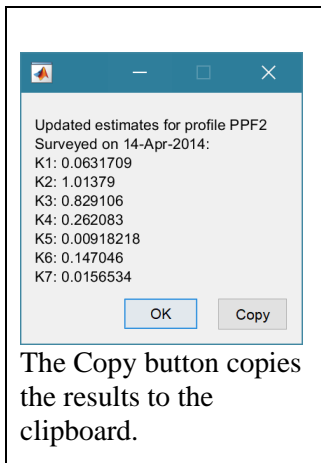 Updated estimates for profile PPF2
Surveyed on 14-Apr-2014:
K1: 0.0631709
K2: 1.01379
K3: 0.829106
K4: 0.262083
K5: 0.00918218
K6: 0.147046
K7: 0.0156534
OK Copy
The Copy button copies
the results to the
clipboard.